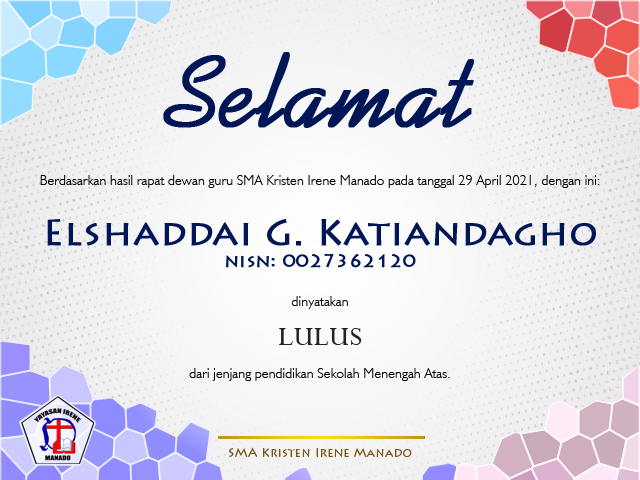 Selamat
Berdasarkan hasil rapat dewan guru SMA Kristen Irene Manado pada tanggal 29 April 2021, dengan ini:
Elshaddai G. Katiandagho
NISN: 0027362120
dinyatakan
LULUS
dari jenjang pendidikan Sekolah Menengah Atas.
YAYASAN IRENE
MANADO
SMA Kristen Irene Manado